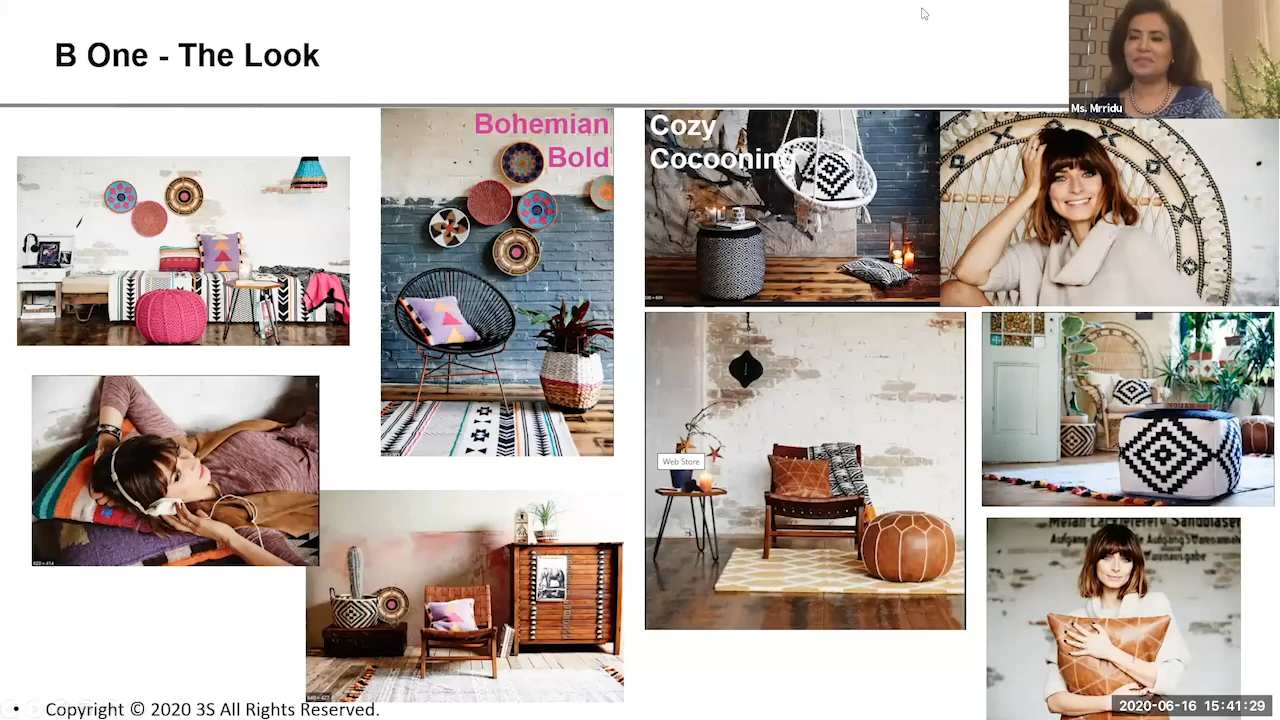 B One - The Look
Ms. Mrridu
Bohemian
Bold
Cozy
Cocooning
Web Store
Copyright © 2020 3S All Rights Reserved.
2020-06-16 15:41:29